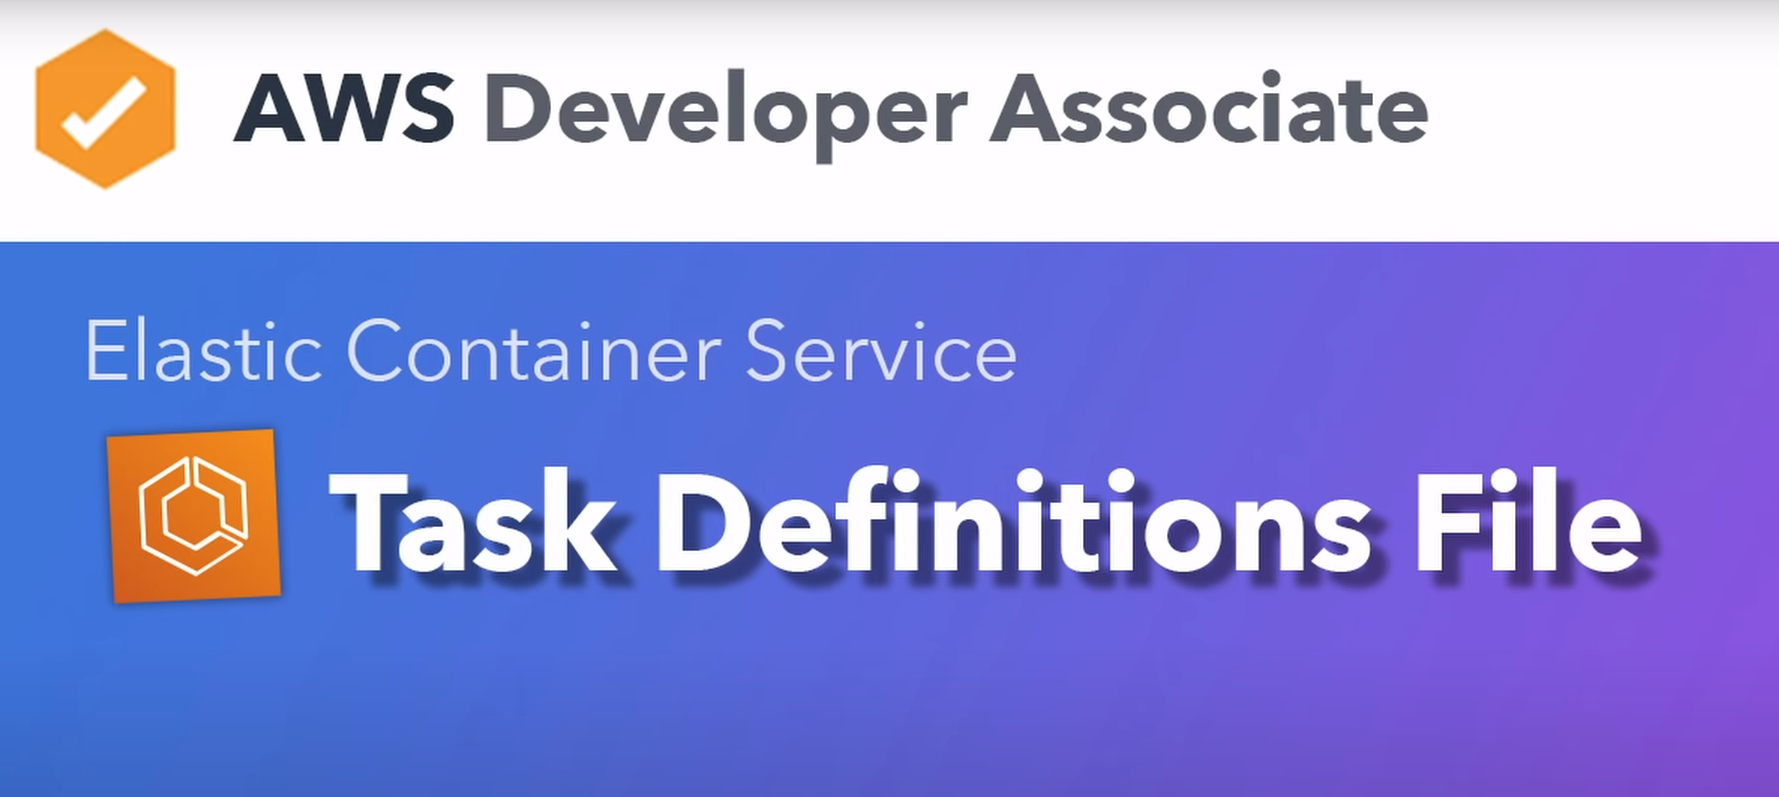 AWS Developer Associate
Elastic Container Service
Task Definitions File